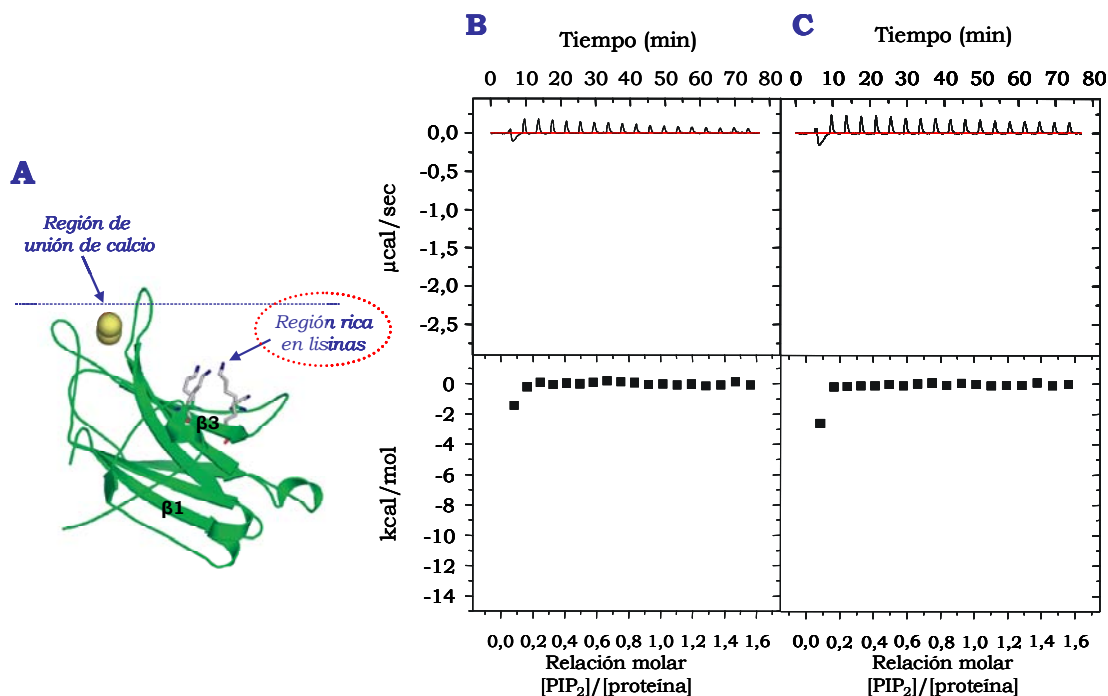 A
Región de
unión de calcio
Región rica
en lisinas
β3
β1
B
Tiempo (min)
0 10 20 30 40 50 60 70 80
0,0
-0,5
-1,0
-1,5
-2,0
-2,5
µcal/sec
0
-2
-4
-6
-8
-10
-12
-14
kcal/mol
0,0 0,2 0,4 0,6 0,8 1,0 1,2 1,4 1,6
Relación molar
[PIP₂]/[proteína]
C
Tiempo (min)
0 10 20 30 40 50 60 70 80
0,0 0,2 0,4 0,6 0,8 1,0 1,2 1,4 1,6
Relación molar
[PIP₂]/[proteína]